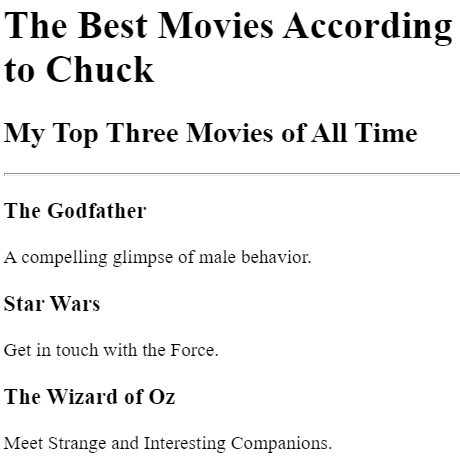 The Best Movies According
to Chuck
My Top Three Movies of All Time
The Godfather
A compelling glimpse of male behavior.
Star Wars
Get in touch with the Force.
The Wizard of Oz
Meet Strange and Interesting Companions.